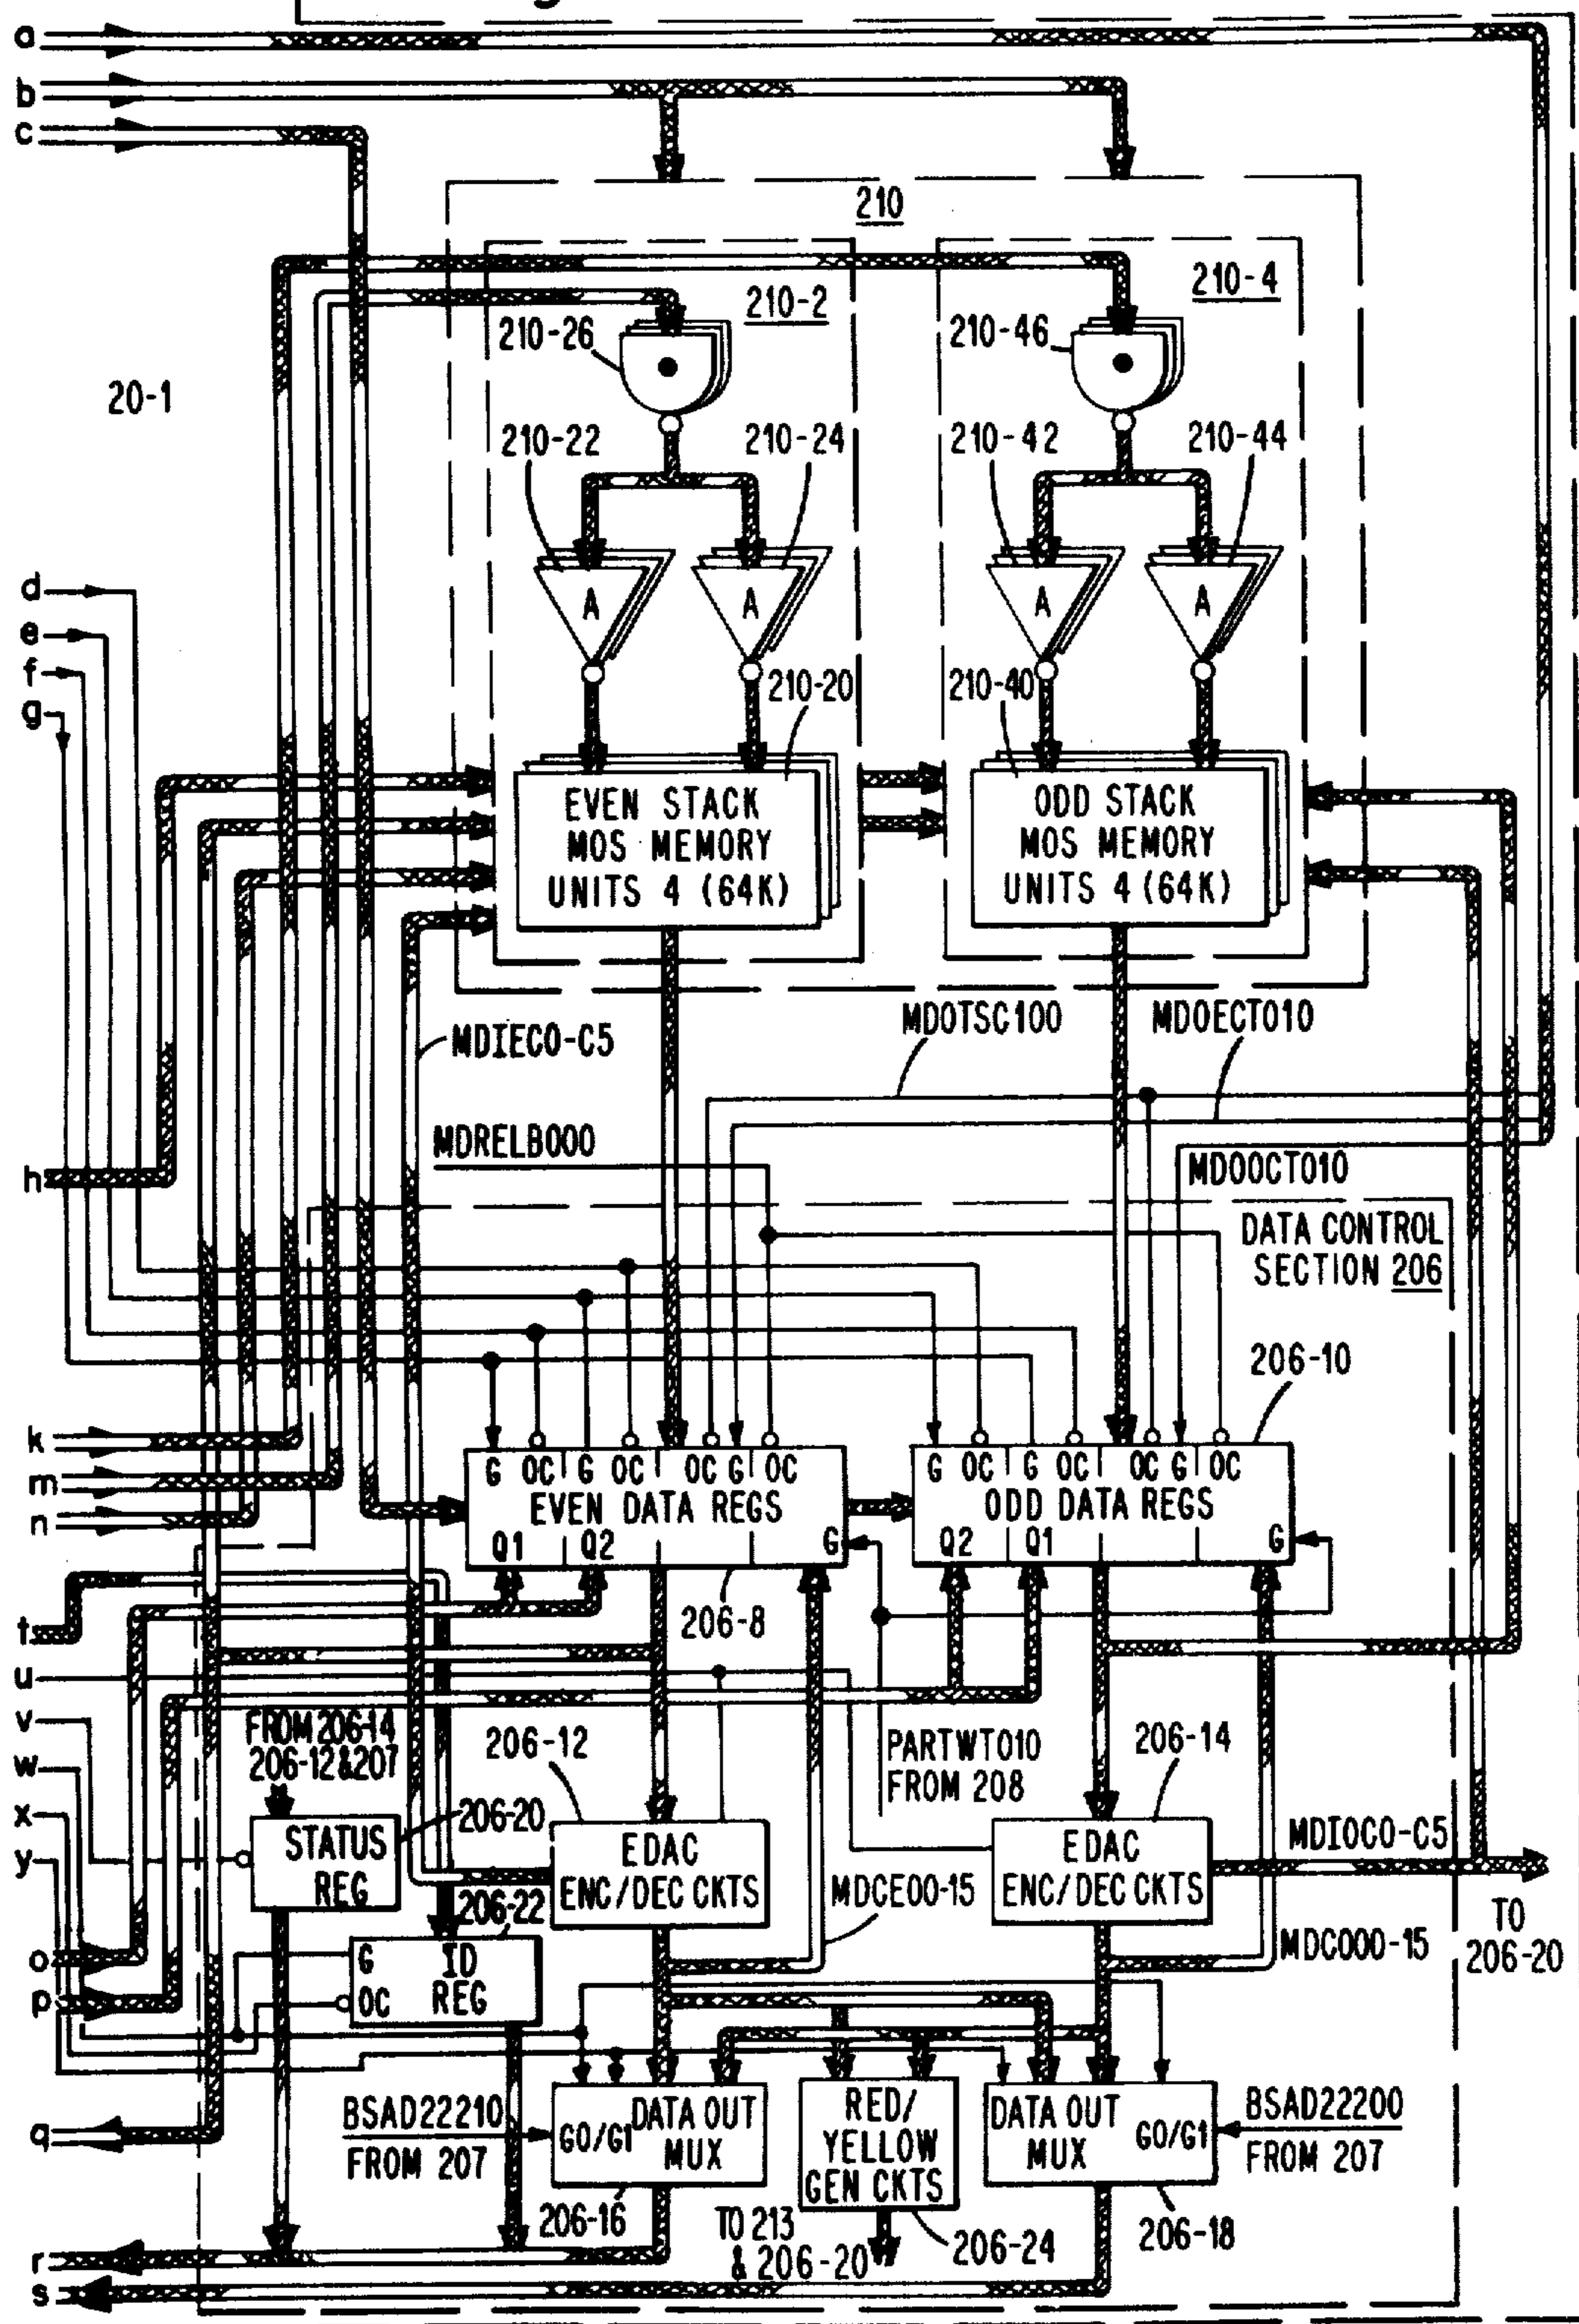 a
b
c
210
210-2
210-4
210-26
210-46
20-1
210-22
210-24
210-42
210-44
A
A
A
A
d
e
f
g
210-20
210-40
EVEN STACK
MOS MEMORY
UNITS 4 (64K)
ODD STACK
MOS MEMORY
UNITS 4 (64K)
MDOTSC100
MDOECT010
MDIEC0-C5
MDRELB000
h
MDOOCT010
DATA CONTROL
SECTION 206
206-10
k
m
n
G OC G OC OC G OC
EVEN DATA REGS
Q1 Q2 G
G OC G OC OC G OC
ODD DATA REGS
Q2 Q1 G
206-8
t
u
v
w
x
y
FROM 206-14
206-12&207
206-12
PARTWT010
FROM 208
206-14
206-20
STATUS
REG
EDAC
ENC/DEC CKTS
MDCE00-15
EDAC
ENC/DEC CKTS
MDIOC0-C5
206-22
TO
206-20
MDCO00-15
o
p
G ID
OC REG
q
BSAD22210
FROM 207
G0/G1 DATA OUT
MUX
RED/
YELLOW
GEN CKTS
DATA OUT
MUX G0/G1
BSAD22200
FROM 207
206-16
TO 213
& 206-20
206-24
206-18
r
s